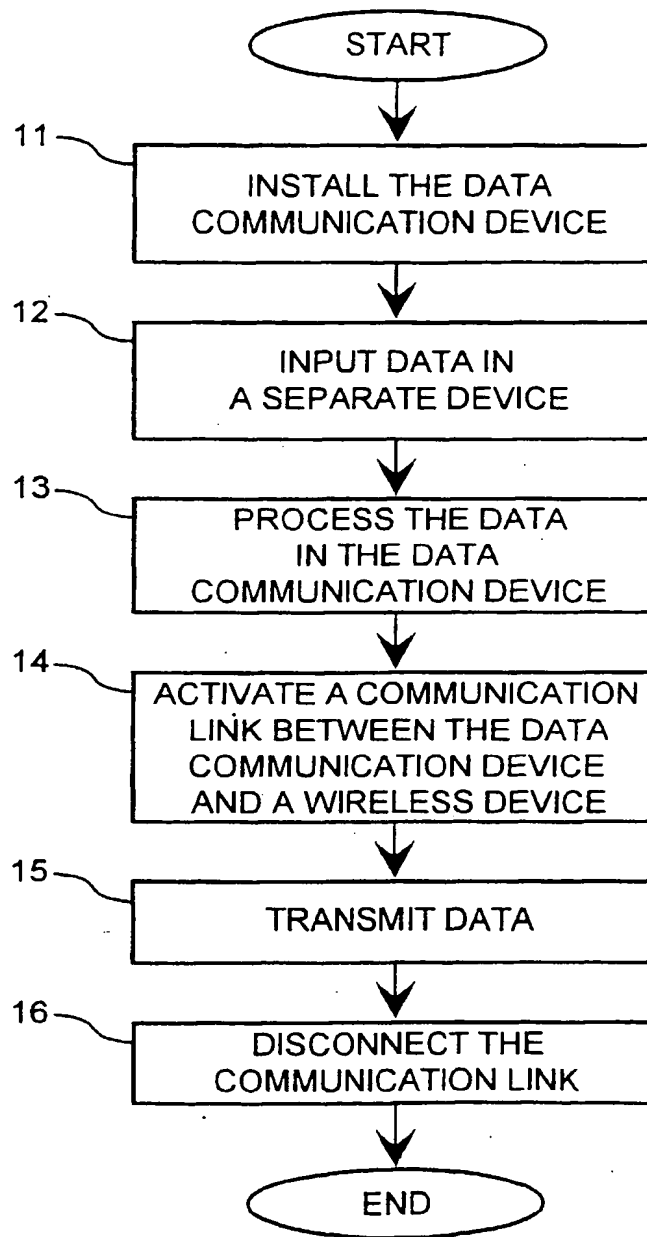 START
11
INSTALL THE DATA
COMMUNICATION DEVICE
12
INPUT DATA IN
A SEPARATE DEVICE
13
PROCESS THE DATA
IN THE DATA
COMMUNICATION DEVICE
14
ACTIVATE A COMMUNICATION
LINK BETWEEN THE DATA
COMMUNICATION DEVICE
AND A WIRELESS DEVICE
15
TRANSMIT DATA
16
DISCONNECT THE
COMMUNICATION LINK
END